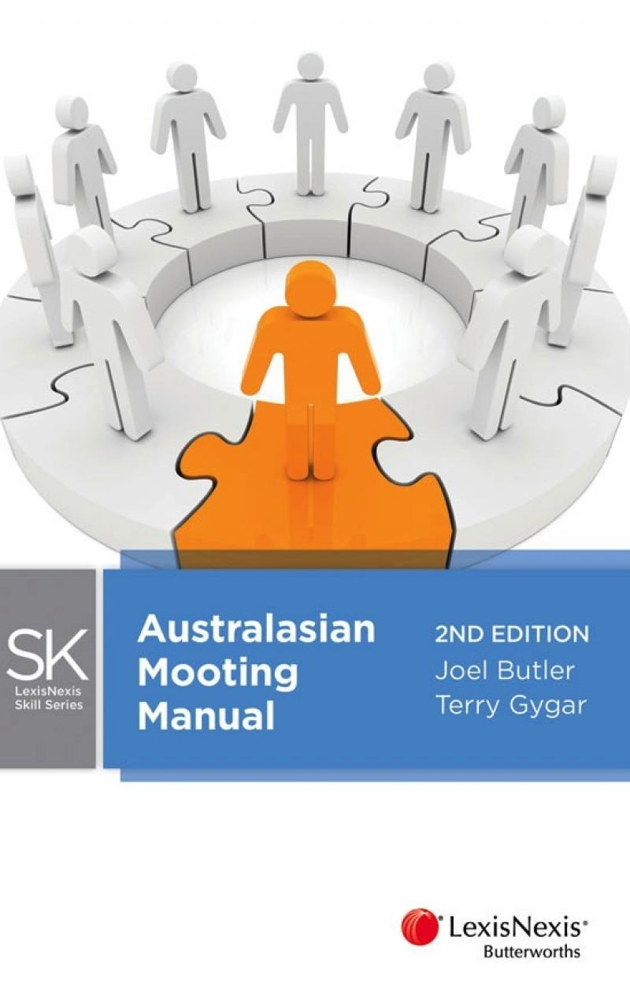 SK
LexisNexis
Skill Series
Australasian
Mooting
Manual
2ND EDITION
Joel Butler
Terry Gygar
LexisNexis®
Butterworths